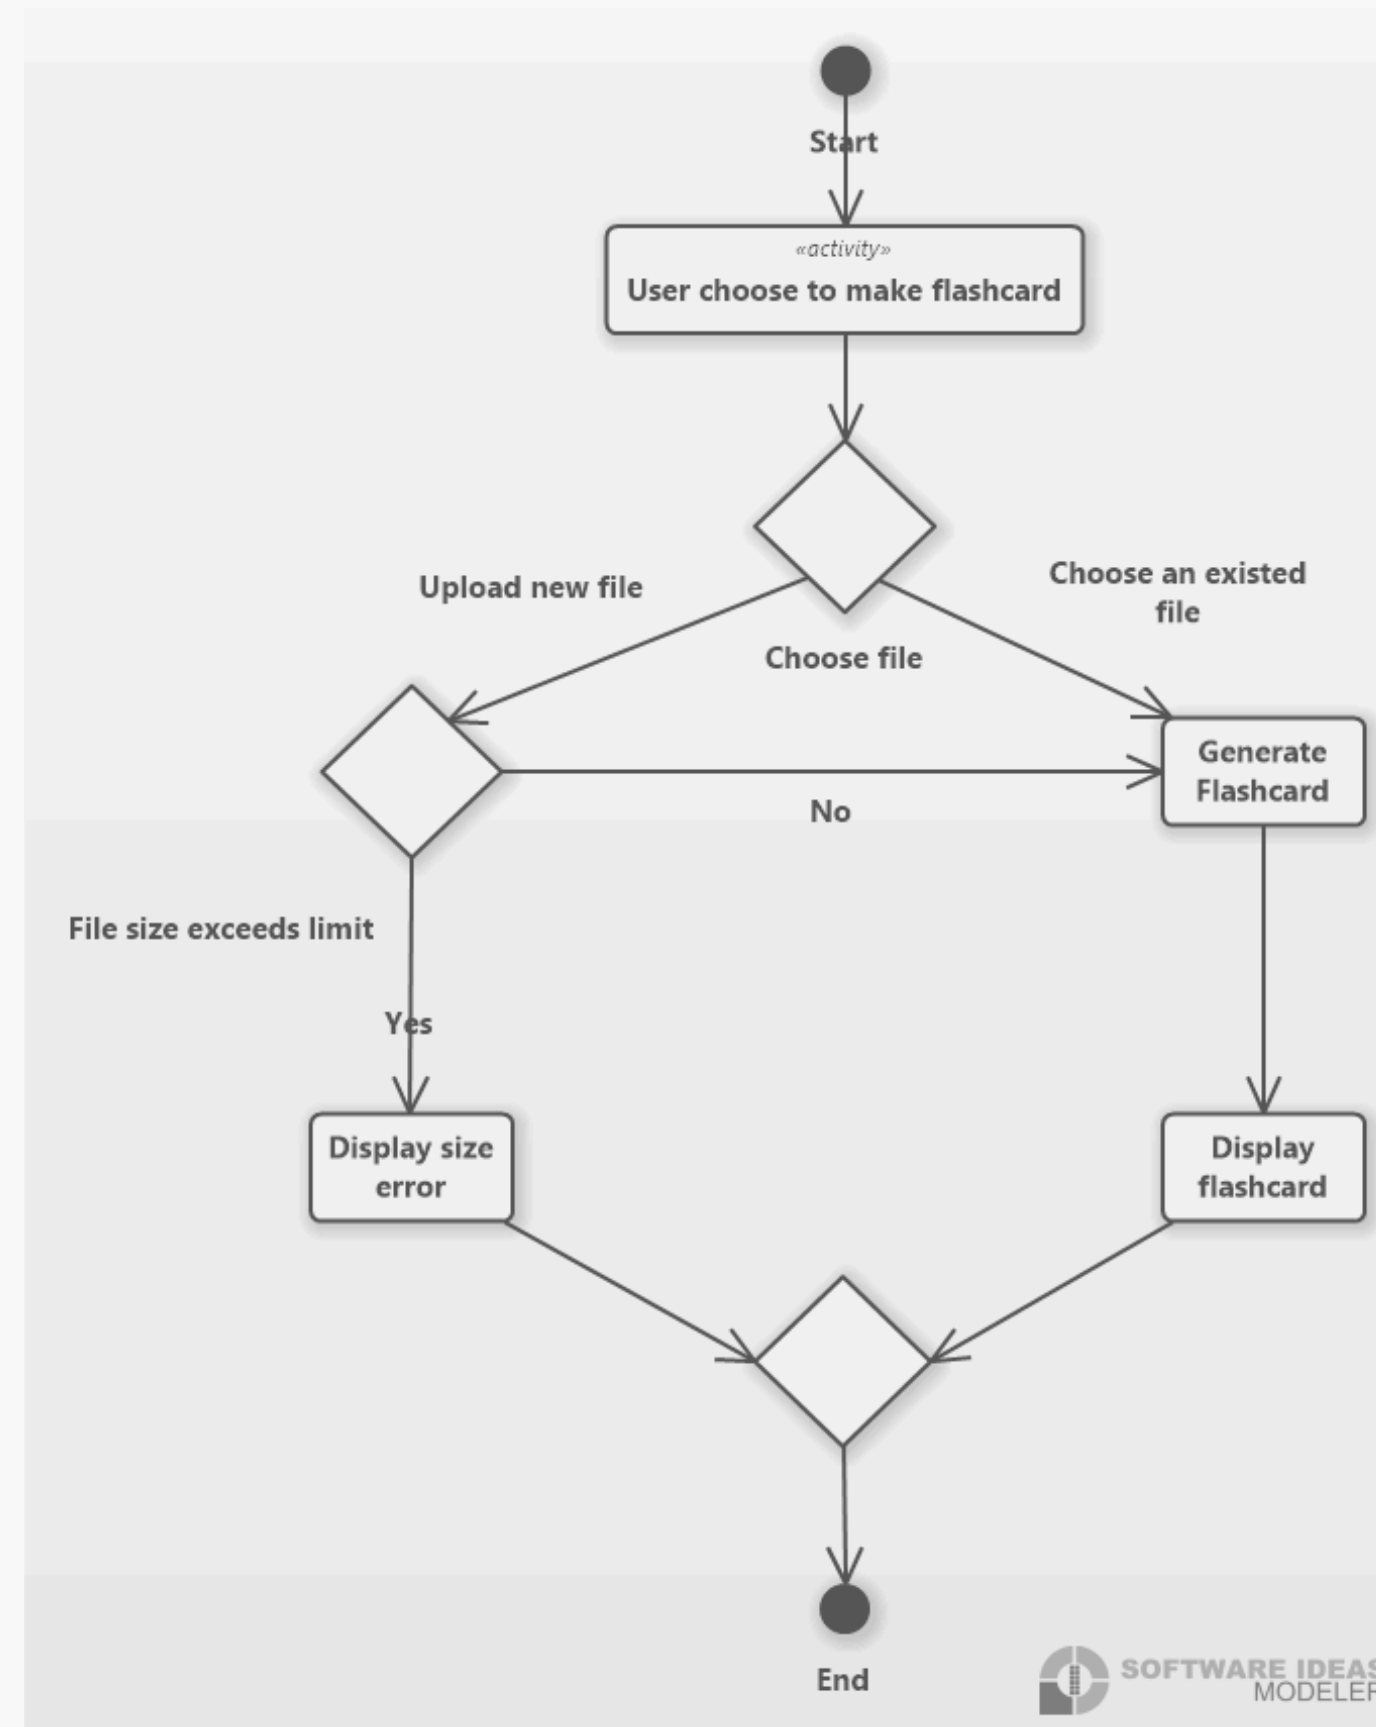 Start
«activity»
User choose to make flashcard
Upload new file
Choose an existed
file
Choose file
Generate
Flashcard
No
File size exceeds limit
Yes
Display size
error
Display
flashcard
End
SOFTWARE IDEAS
MODELER